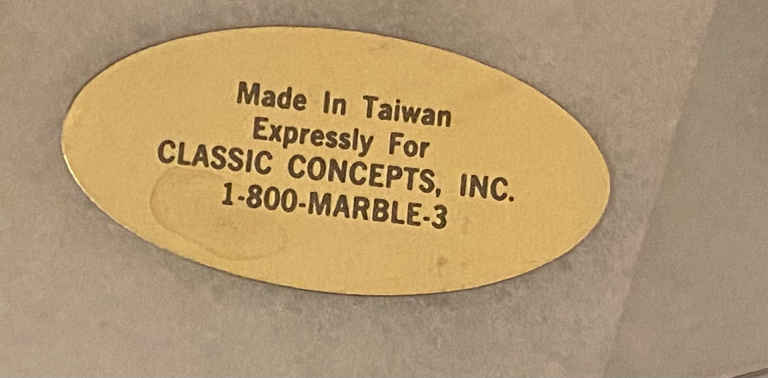 Made In Taiwan
Expressly For
CLASSIC CONCEPTS, INC.
1-800-MARBLE-3